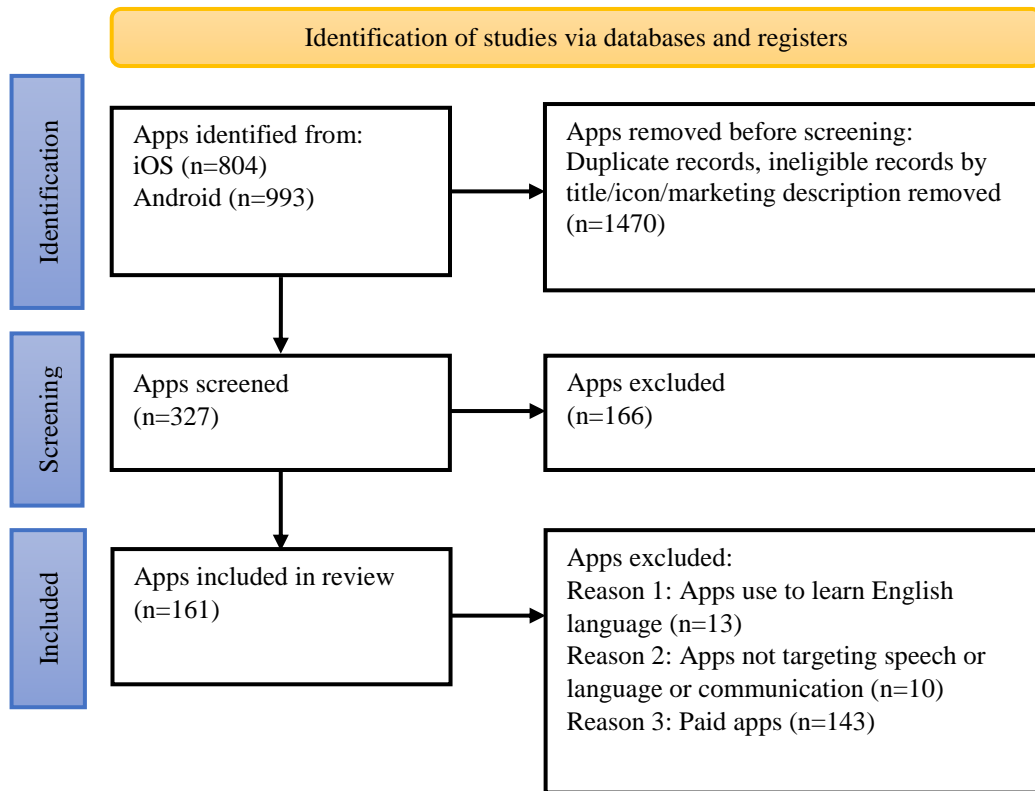 Identification of studies via databases and registers
Identification
Apps identified from:
iOS (n=804)
Android (n=993)
Apps removed before screening:
Duplicate records, ineligible records by
title/icon/marketing description removed
(n=1470)
Screening
Apps screened
(n=327)
Apps excluded
(n=166)
Included
Apps included in review
(n=161)
Apps excluded:
Reason 1: Apps use to learn English
language (n=13)
Reason 2: Apps not targeting speech or
language or communication (n=10)
Reason 3: Paid apps (n=143)